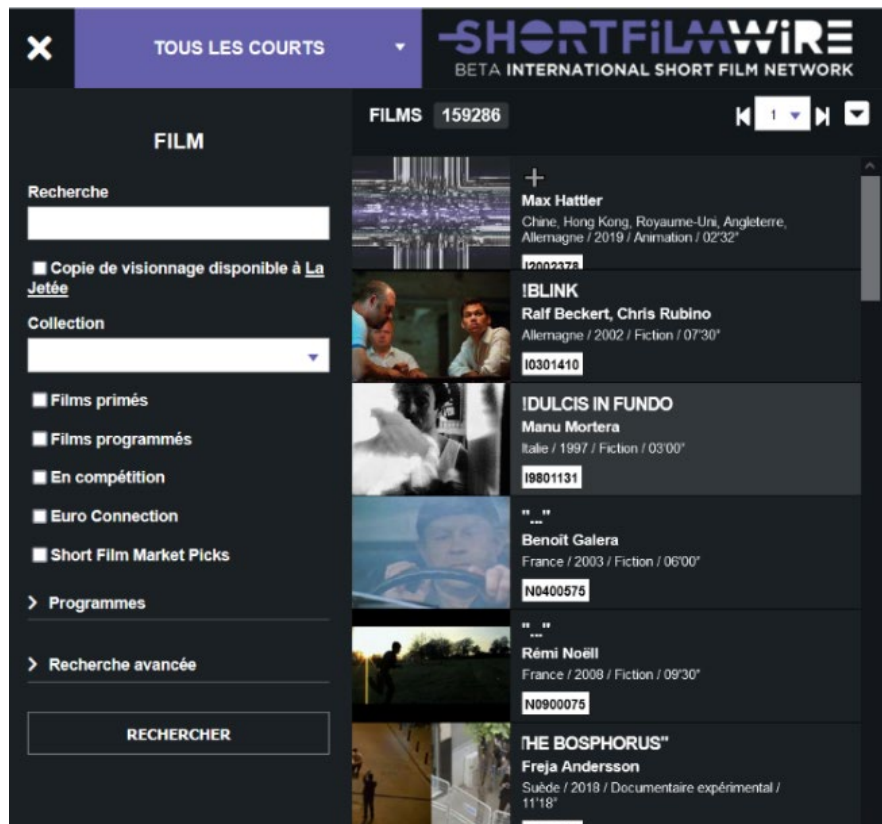 TOUS LES COURTS
SHORTFiLMWiRE
BETA INTERNATIONAL SHORT FILM NETWORK
FILM
Recherche
Copie de visionnage disponible à La
Jetée
Collection
Films primés
Films programmés
En compétition
Euro Connection
Short Film Market Picks
Programmes
Recherche avancée
RECHERCHER
FILMS 159286
1
Max Hattler
Chine, Hong Kong, Royaume-Uni, Angleterre,
Allemagne / 2019 / Animation / 02'32"
I2002378
!BLINK
Ralf Beckert, Chris Rubino
Allemagne / 2002 / Fiction / 07'30"
I0301410
!DULCIS IN FUNDO
Manu Mortera
Italie / 1997 / Fiction / 03'00"
I9801131
"..."
Benoît Galera
France / 2003 / Fiction / 06'00"
N0400575
"..."
Rémi Noëll
France / 2008 / Fiction / 09'30"
N0900075
THE BOSPHORUS"
Freja Andersson
Suède / 2018 / Documentaire expérimental /
11'18"